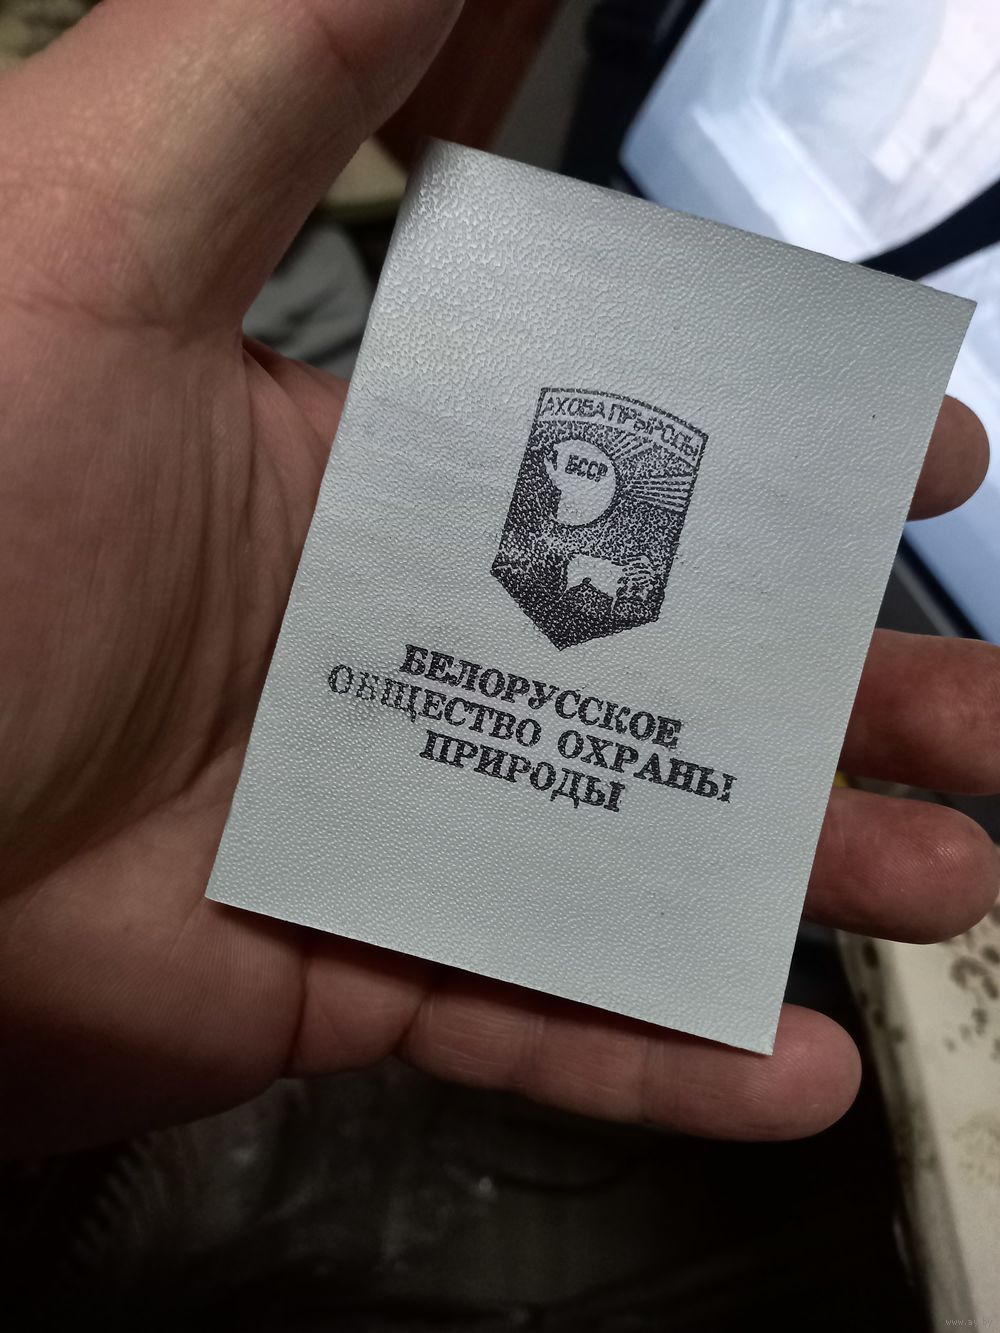 АХОВА ПРЫРОДЫ
БССР
БЕЛОРУССКОЕ
ОБЩЕСТВО ОХРАНЫ
ПРИРОДЫ